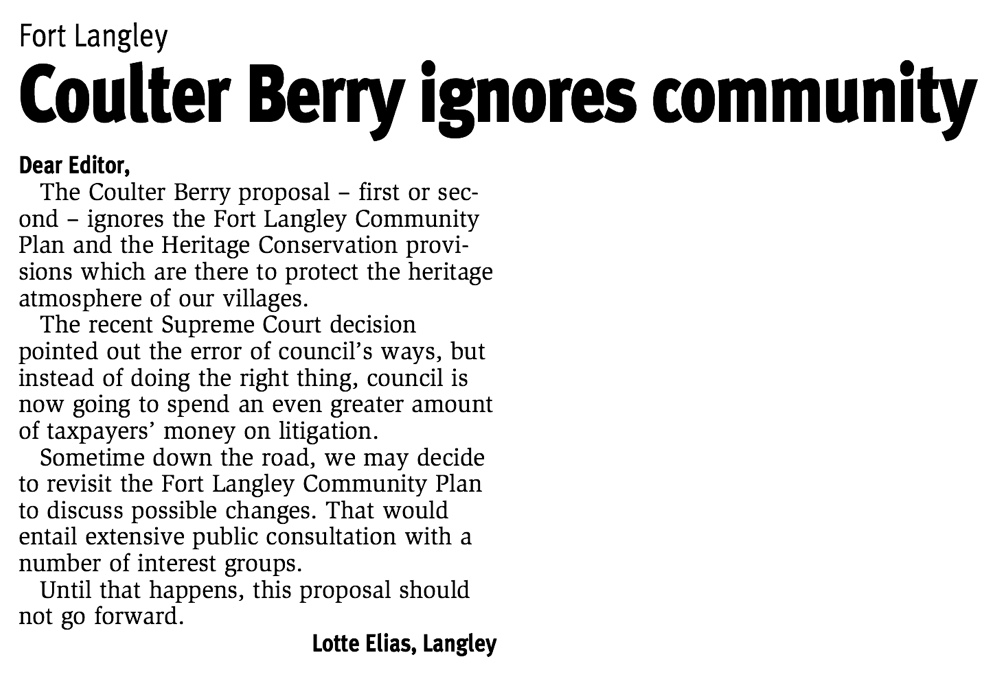 Fort Langley
Coulter Berry ignores community
Dear Editor,
The Coulter Berry proposal – first or sec-
ond – ignores the Fort Langley Community
Plan and the Heritage Conservation provi-
sions which are there to protect the heritage
atmosphere of our villages.
The recent Supreme Court decision
pointed out the error of council’s ways, but
instead of doing the right thing, council is
now going to spend an even greater amount
of taxpayers’ money on litigation.
Sometime down the road, we may decide
to revisit the Fort Langley Community Plan
to discuss possible changes. That would
entail extensive public consultation with a
number of interest groups.
Until that happens, this proposal should
not go forward.
Lotte Elias, Langley